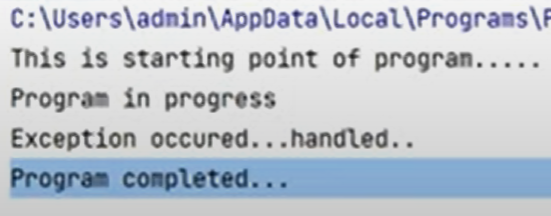 C:\Users\admin\AppData\Local\Programs\
This is starting point of program.....
Program in progress
Exception occured...handled..
Program completed...